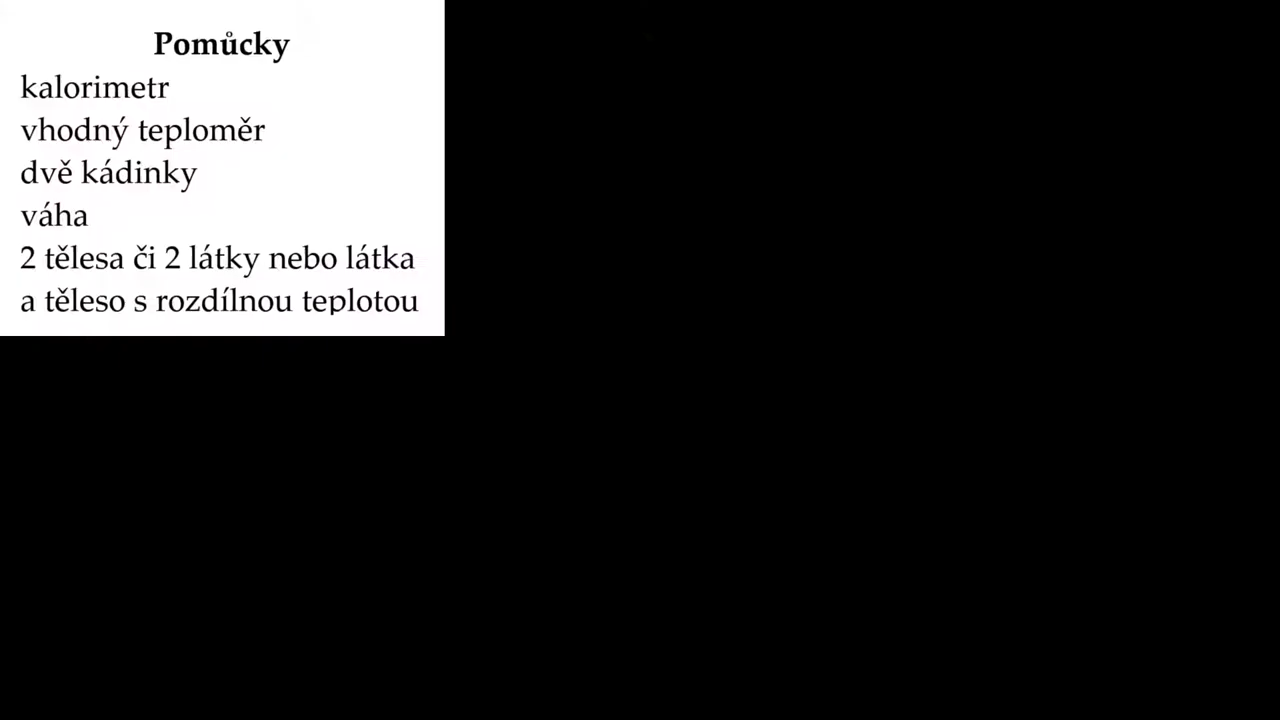 Pomůcky
kalorimetr
vhodný teploměr
dvě kádinky
váha
2 tělesa či 2 látky nebo látka
a těleso s rozdílnou teplotou